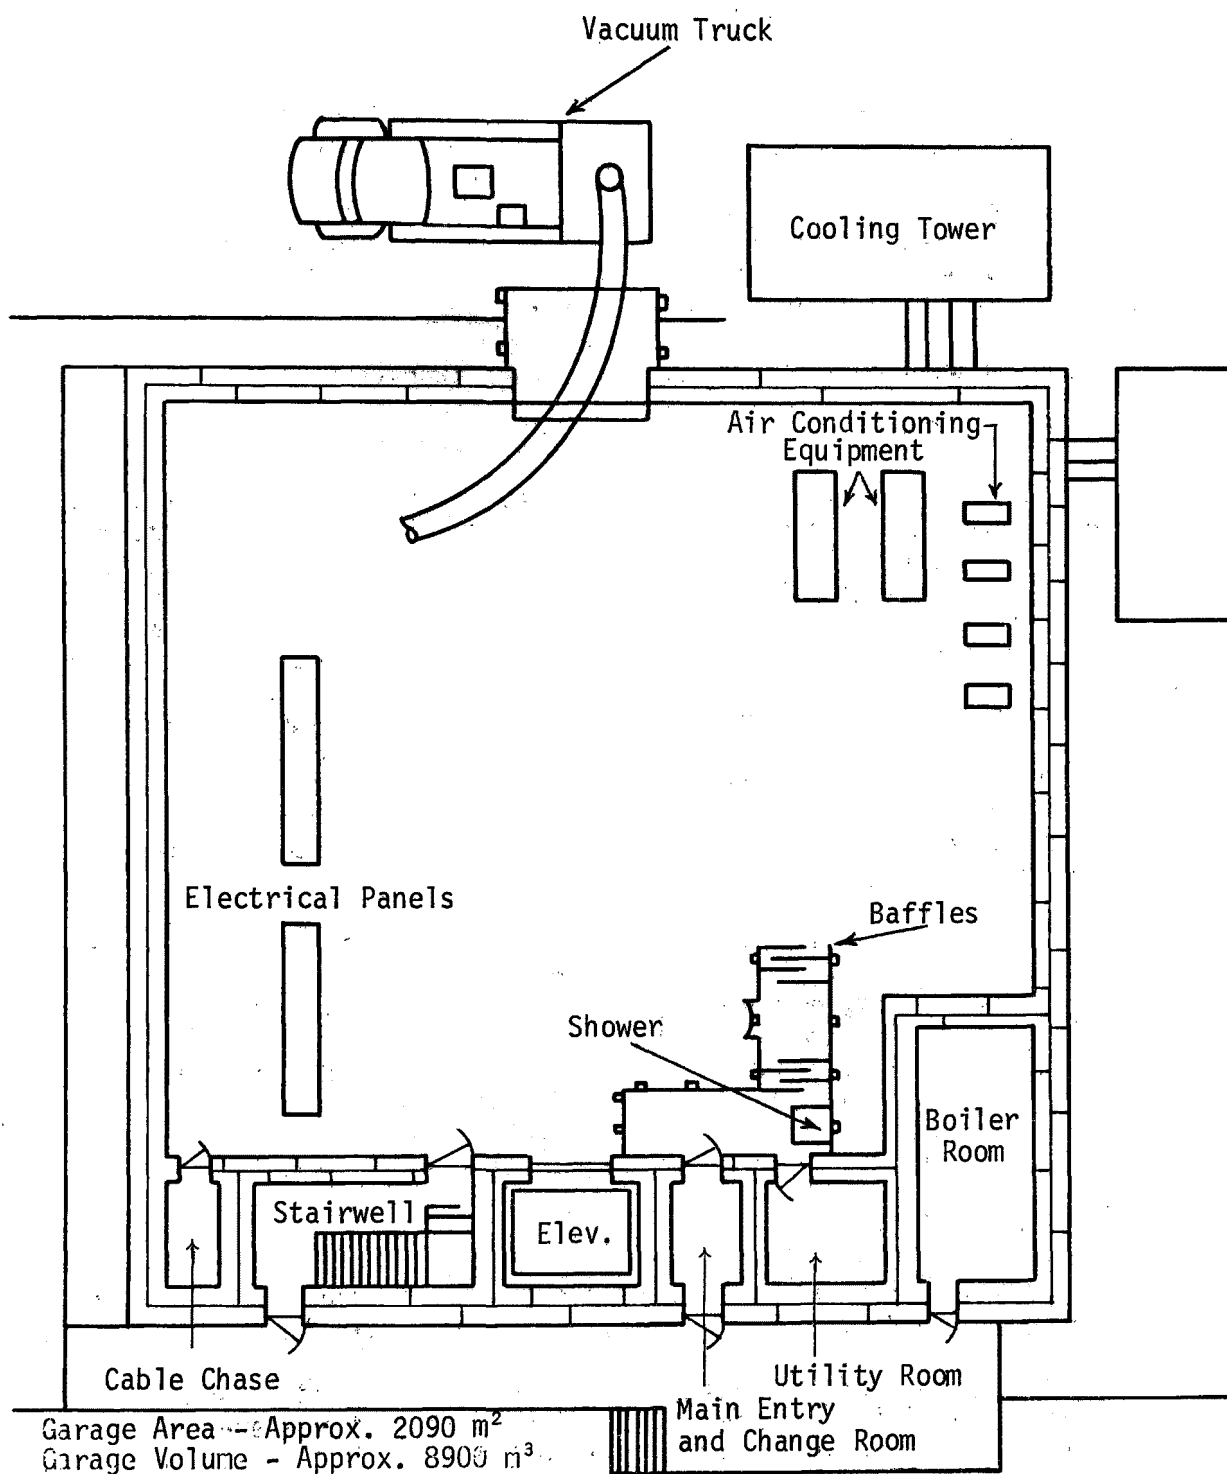 Vacuum Truck
Cooling Tower
Air Conditioning
Equipment
Electrical Panels
Baffles
Shower
Boiler
Room
Stairwell
Elev.
Cable Chase
Utility Room
Main Entry
and Change Room
Garage Area - Approx. 2090 m²
Garage Volume - Approx. 8900 m³